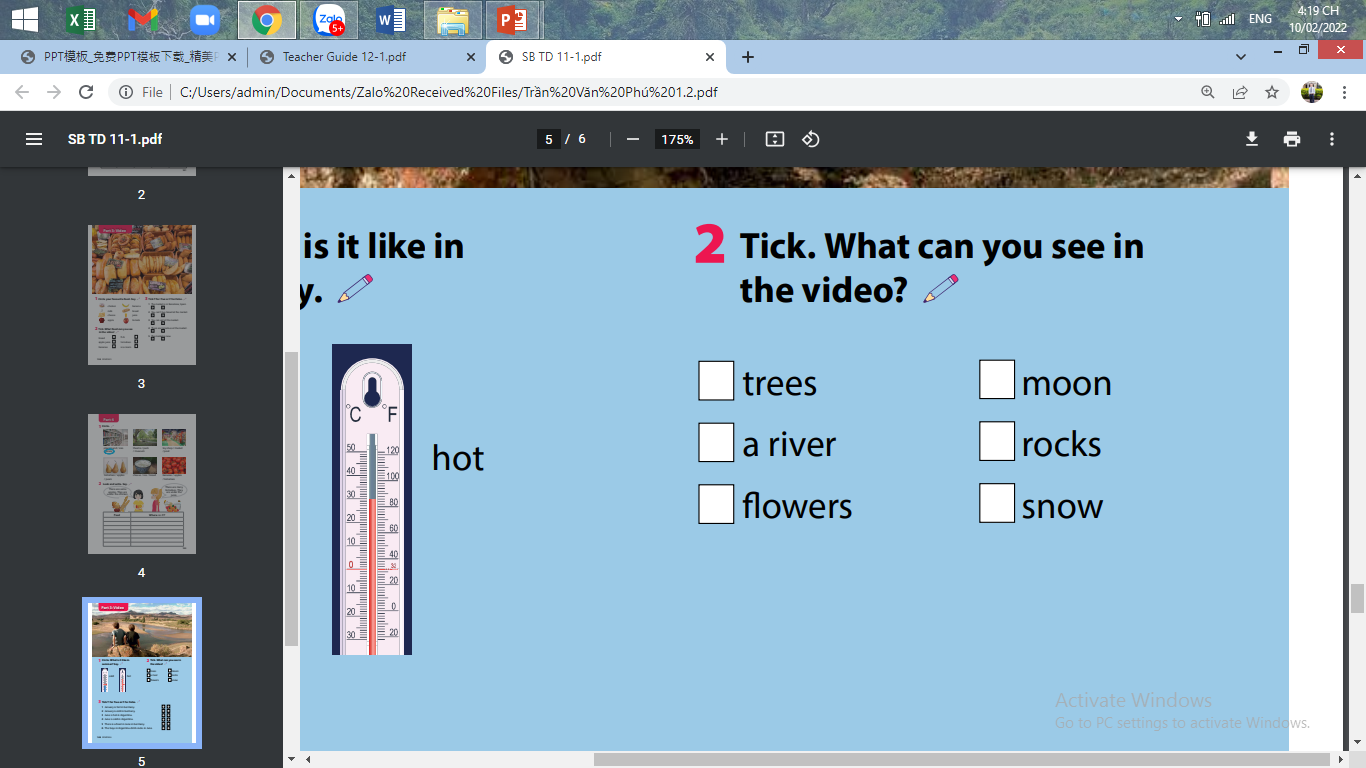 4:19 CH
ENG
10/02/2022
Zalo
5+
PPT模板_免费PPT模板下载_精美P
Teacher Guide 12-1.pdf
SB TD 11-1.pdf
File
C:/Users/admin/Documents/Zalo%20Received%20Files/Trần%20Văn%20Phú%201.2.pdf
SB TD 11-1.pdf
5 / 6
175%
2
3
4
5
is it like in
y.
°C °F
50 120
40 100
30 80
20 60
10 40
0 32
10 20
20 0
30 20
hot
2 Tick. What can you see in
the video?
trees
moon
a river
rocks
flowers
snow
Activate Windows
Go to PC settings to activate Windows.